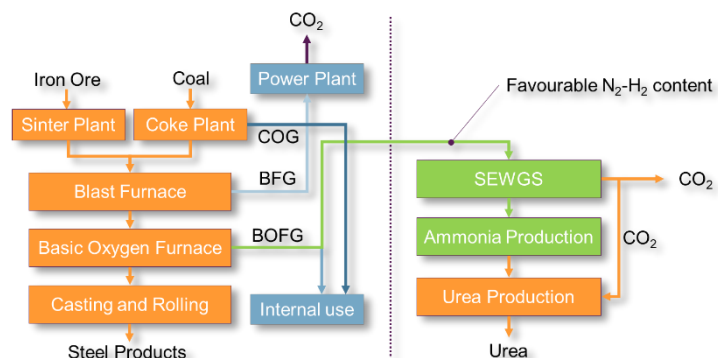 CO₂
Power Plant
Iron Ore
Coal
Favourable N₂-H₂ content
Sinter Plant
Coke Plant
COG
BFG
Blast Furnace
SEWGS
CO₂
BOFG
Basic Oxygen Furnace
Ammonia Production
CO₂
Casting and Rolling
Internal use
Urea Production
Steel Products
Urea